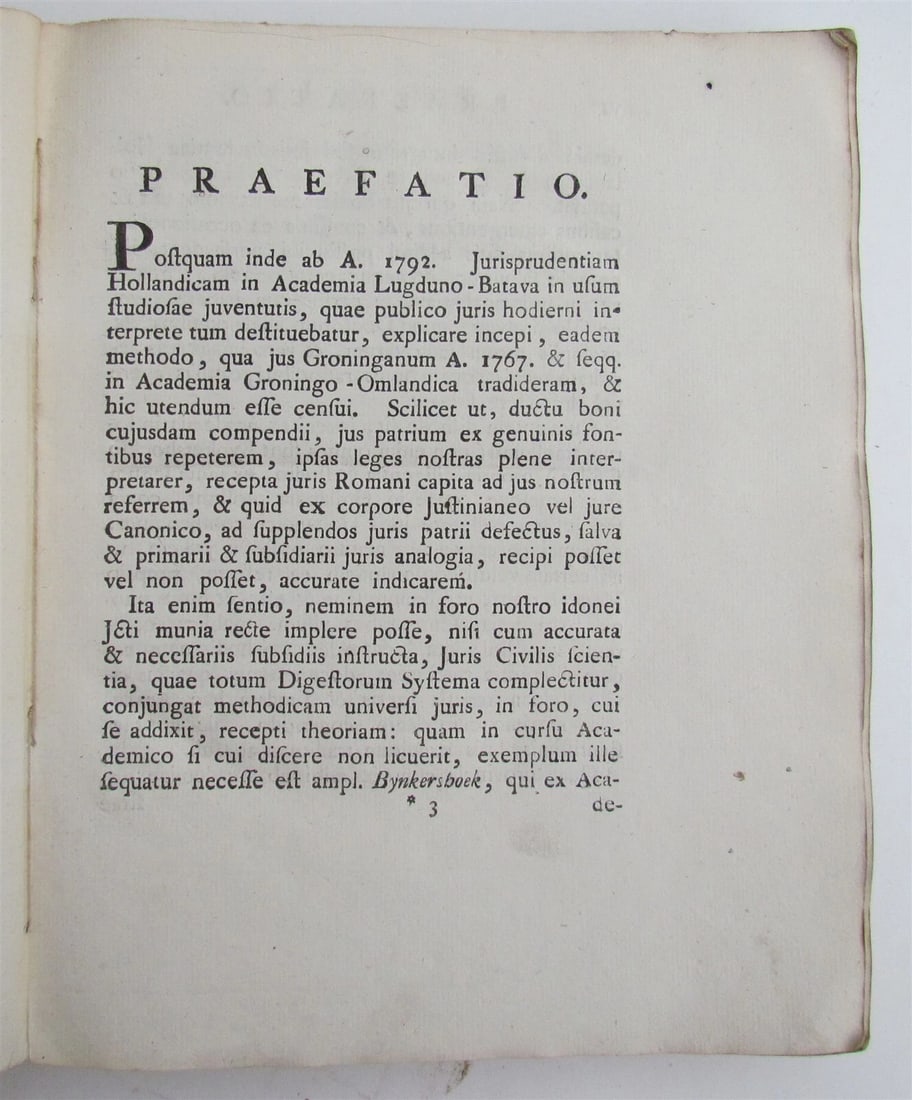 PRAEFATIO.
Poſtquam inde ab A. 1792. Jurisprudentiam
Hollandicam in Academia Lugduno-Batava in uſum
ſtudioſae juventutis, quae publico juris hodierni in-
terprete tum deſtituebatur, explicare incepi, eadem
methodo, qua jus Groninganum A. 1767. & ſeqq.
in Academia Groningo-Omlandica tradideram, &
hic utendum eſſe cenſui. Scilicet ut, ductu boni
cujusdam compendii, jus patrium ex genuinis fon-
tibus repeterem, ipſas leges noſtras plene inter-
pretarer, recepta juris Romani capita ad jus noſtrum
referrem, & quid ex corpore Juſtinianeo vel jure
Canonico, ad ſupplendos juris patrii defectus, ſalva
& primarii & ſubſidiarii juris analogia, recipi poſſet
vel non poſſet, accurate indicarem.
Ita enim ſentio, neminem in foro noſtro idonei
Jcti munia recte implere poſſe, niſi cum accurata
& neceſſariis ſubſidiis inſtructa, Juris Civilis ſcien-
tia, quae totum Digeſtorum Syſtema complectitur,
conjungat methodicam univerſi juris, in foro, cui
ſe addixit, recepti theoriam: quam in curſu Aca-
demico ſi cui diſcere non licuerit, exemplum ille
ſequatur neceſſe eſt ampl. Bynkershoek, qui ex Aca-
* 3 de-